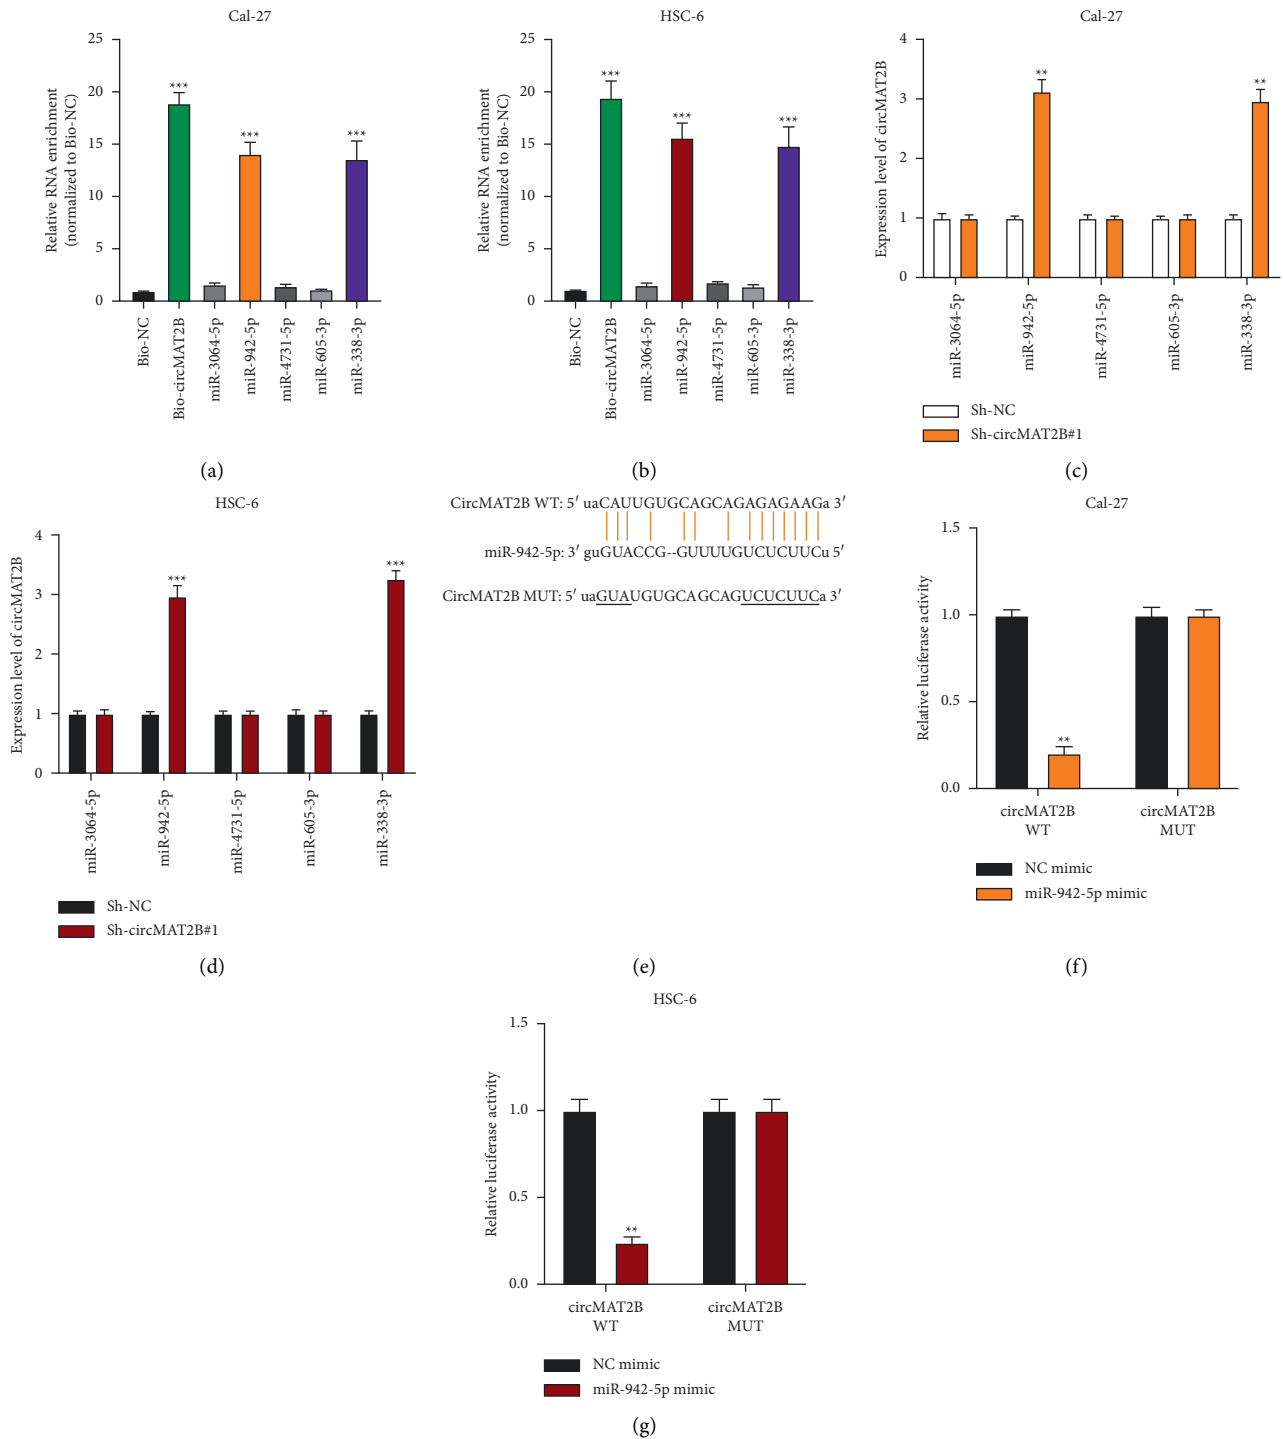 Cal-27
25
20
15
10
5
0
Relative RNA enrichment
(normalized to Bio-NC)
***
***
***
Bio-NC
Bio-circMAT2B
miR-3064-5p
miR-942-5p
miR-4731-5p
miR-605-3p
miR-338-3p
(a)
HSC-6
25
20
15
10
5
0
Relative RNA enrichment
(normalized to Bio-NC)
***
***
***
Bio-NC
Bio-circMAT2B
miR-3064-5p
miR-942-5p
miR-4731-5p
miR-605-3p
miR-338-3p
(b)
Cal-27
4
3
2
1
0
Expression level of circMAT2B
**
**
miR-3064-5p
miR-942-5p
miR-4731-5p
miR-605-3p
miR-338-3p
Sh-NC
Sh-circMAT2B#1
(c)
HSC-6
4
3
2
1
0
Expression level of circMAT2B
***
***
miR-3064-5p
miR-942-5p
miR-4731-5p
miR-605-3p
miR-338-3p
Sh-NC
Sh-circMAT2B#1
(d)
CircMAT2B WT: 5′ uaCAUUGUGCAGCAGAGAGAAGa 3′
miR-942-5p: 3′ guGUACCG--GUUUUGUCUCUUCu 5′
CircMAT2B MUT: 5′ uaGUAUGUGCAGCAGUCUCUUCa 3′
(e)
Cal-27
1.5
1.0
0.5
0.0
Relative luciferase activity
**
circMAT2B
WT
circMAT2B
MUT
NC mimic
miR-942-5p mimic
(f)
HSC-6
1.5
1.0
0.5
0.0
Relative luciferase activity
**
circMAT2B
WT
circMAT2B
MUT
NC mimic
miR-942-5p mimic
(g)